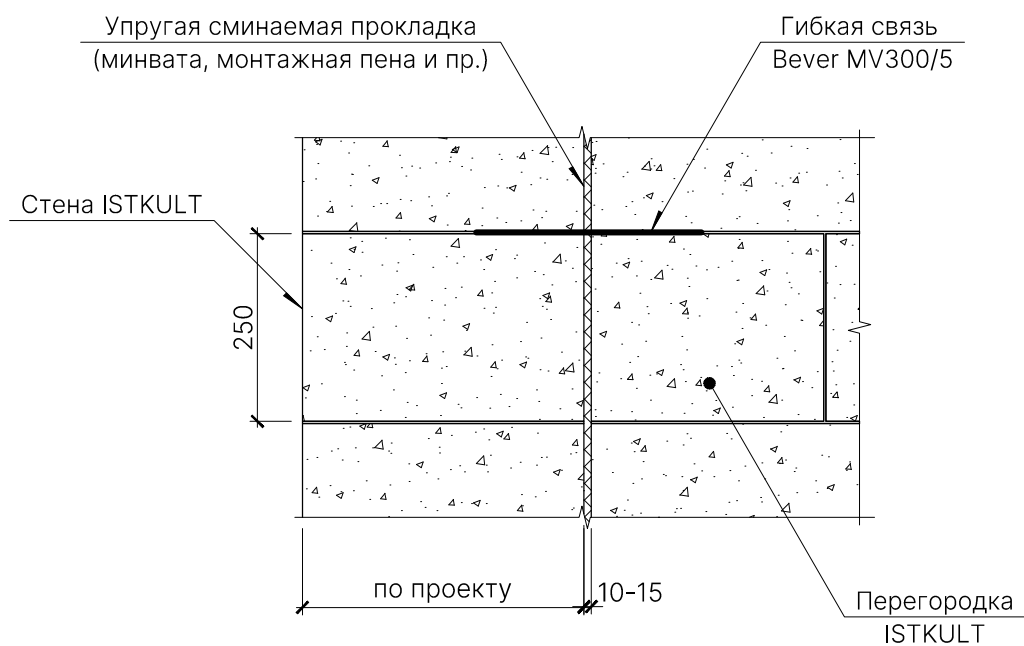 Упругая сминаемая прокладка
(минвата, монтажная пена и пр.)
Гибкая связь
Bever MV300/5
Стена ISTKULT
250
по проекту
10-15
Перегородка
ISTKULT